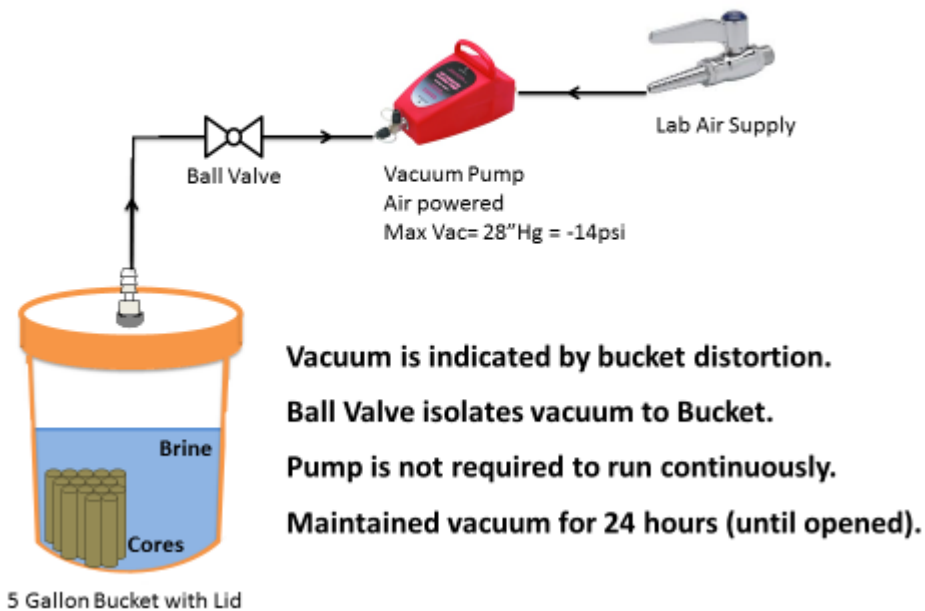 Lab Air Supply
Ball Valve
Vacuum Pump
Air powered
Max Vac= 28”Hg = -14psi
Vacuum is indicated by bucket distortion.
Ball Valve isolates vacuum to Bucket.
Pump is not required to run continuously.
Maintained vacuum for 24 hours (until opened).
Brine
Cores
5 Gallon Bucket with Lid